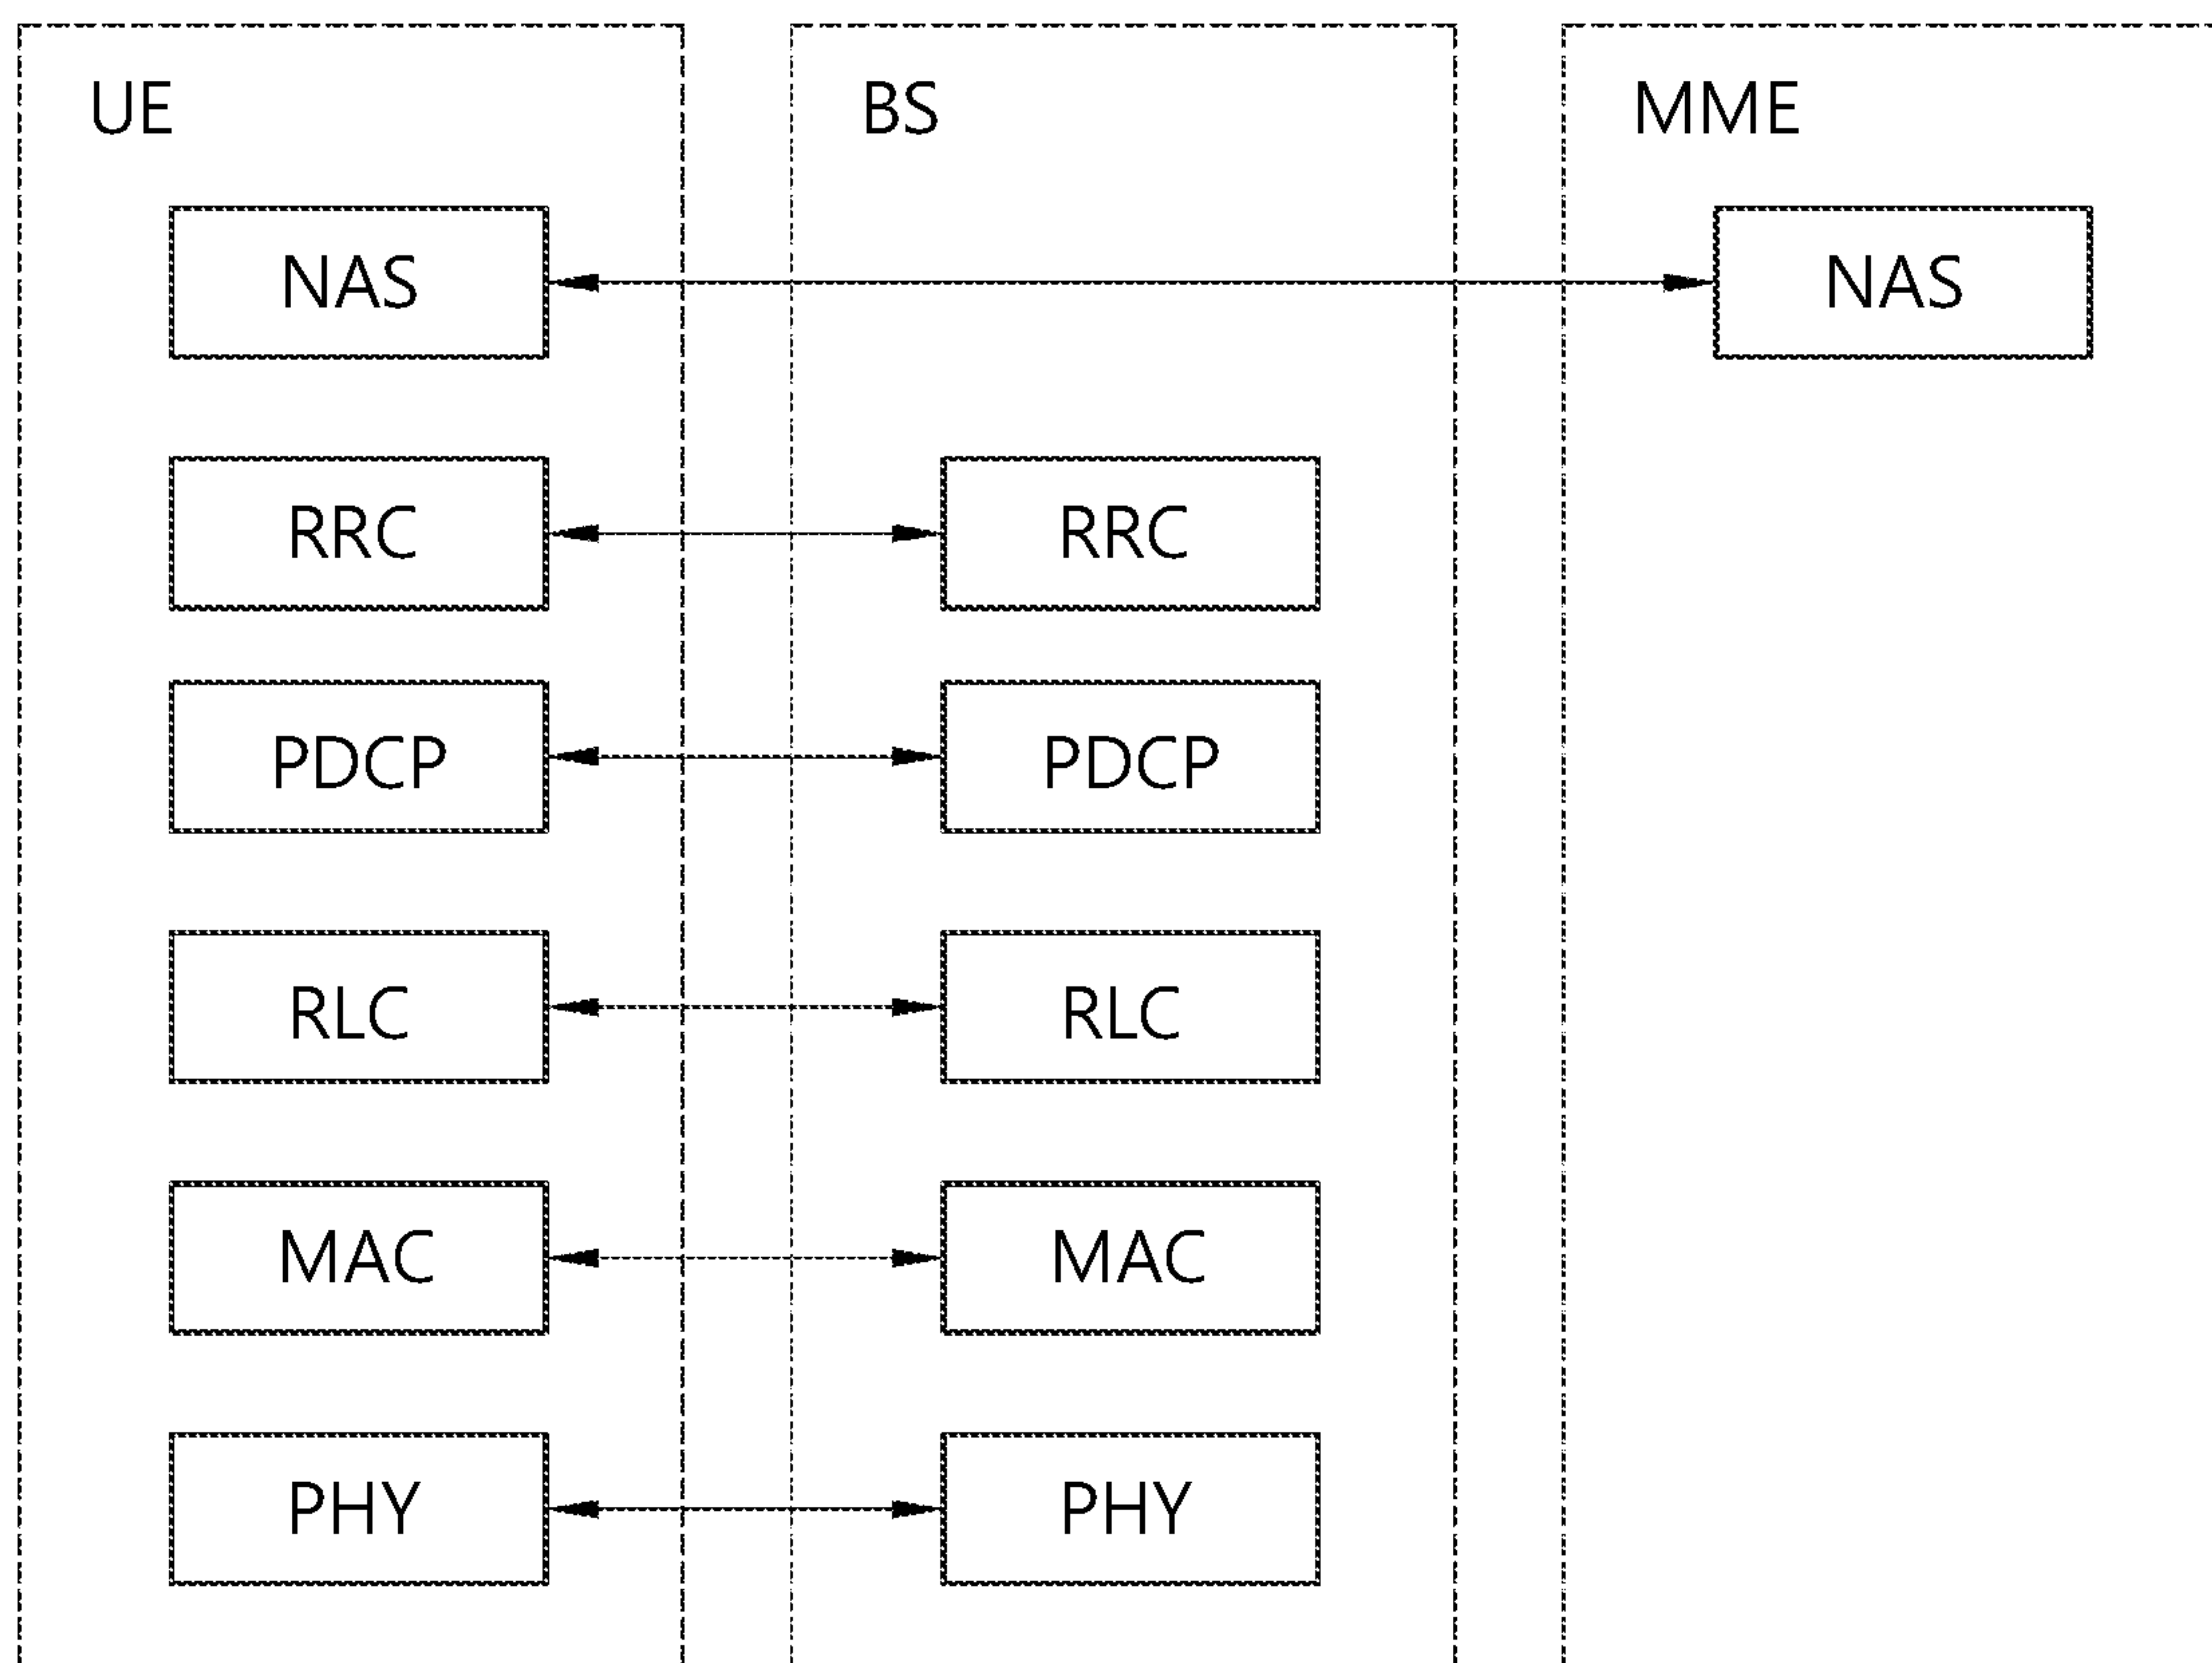 UE BS MME
NAS NAS
RRC RRC
PDCP PDCP
RLC RLC
MAC MAC
PHY PHY